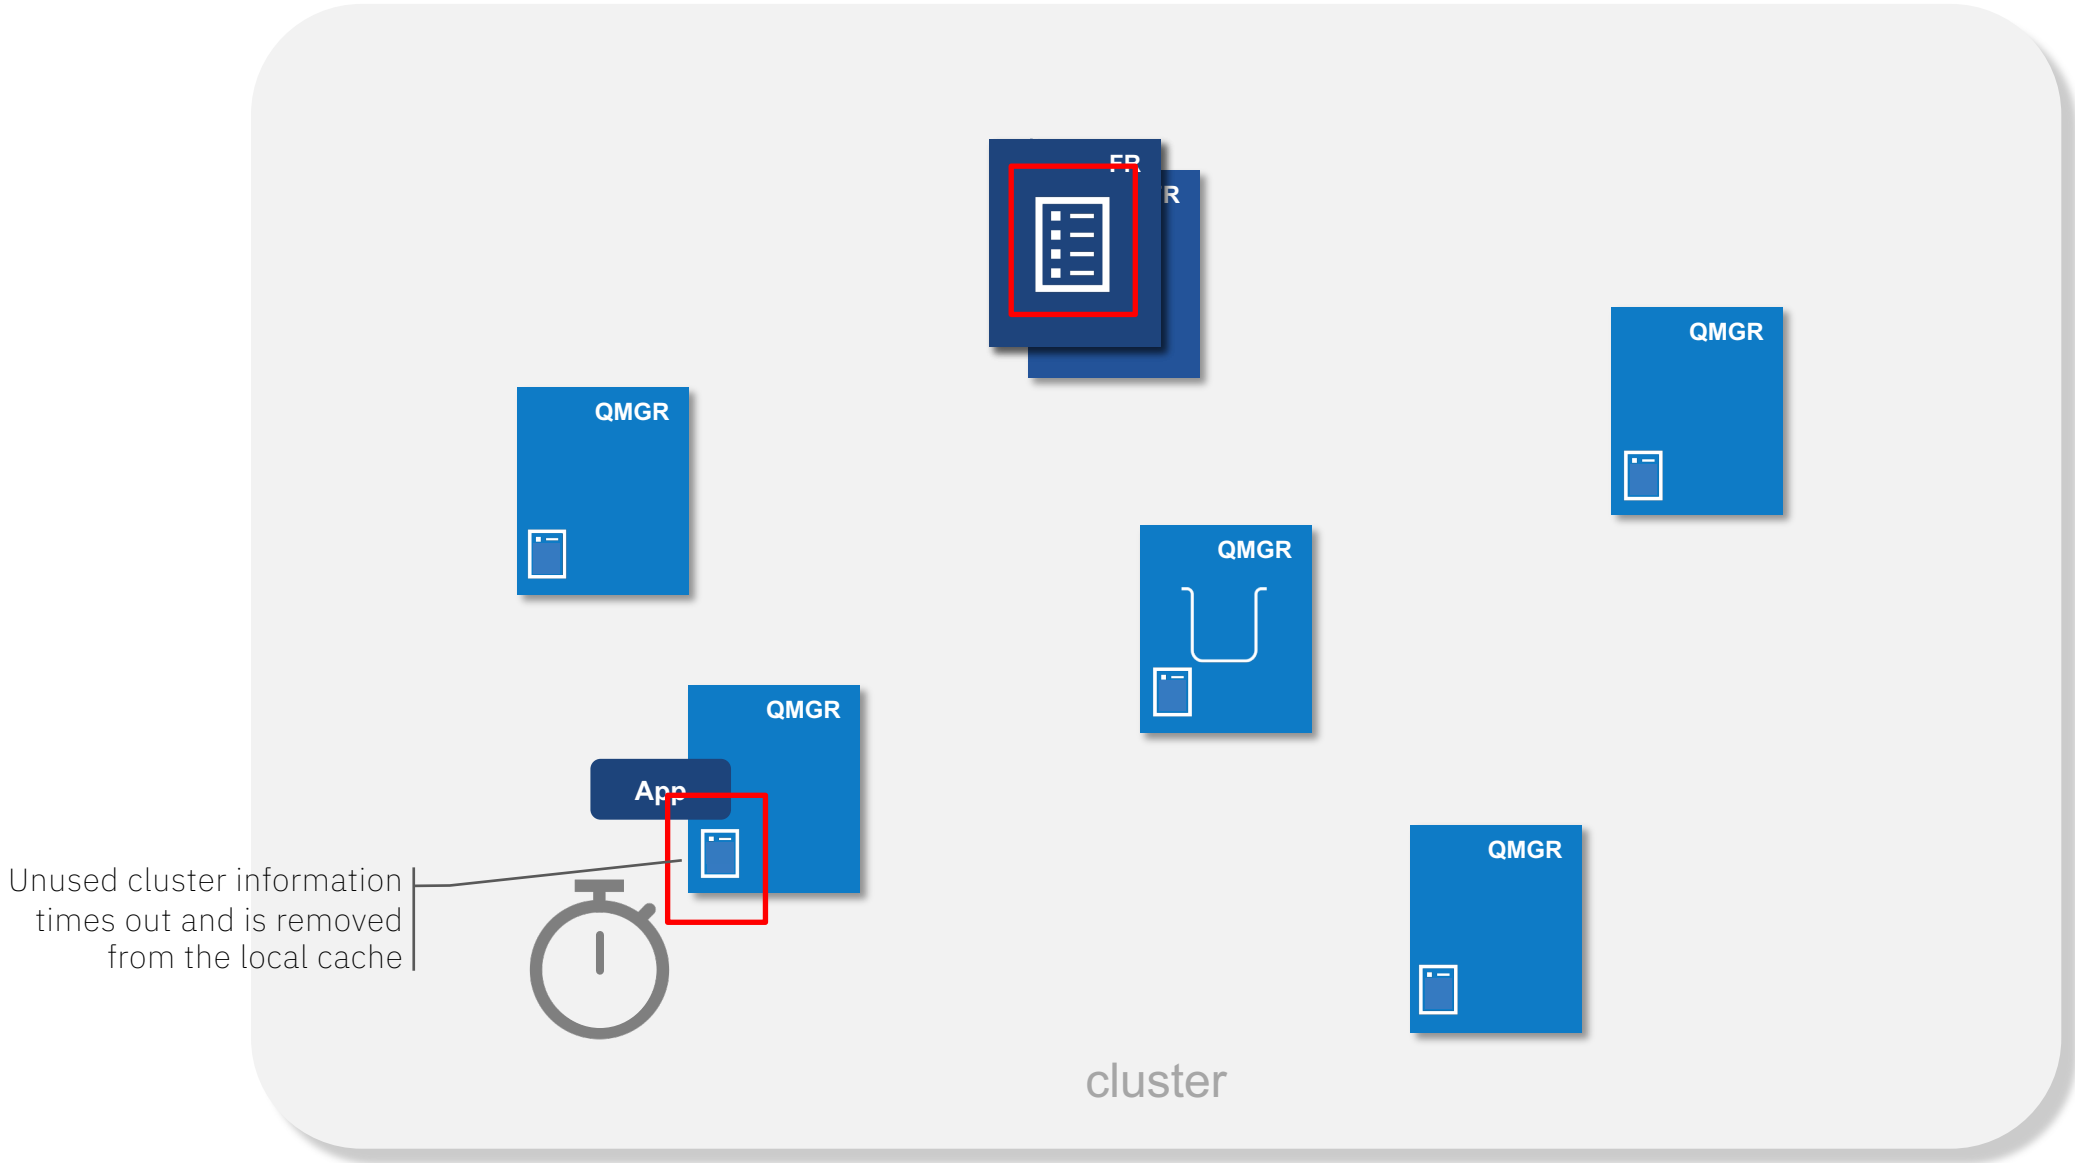 FR
R
QMGR
QMGR
QMGR
QMGR
App
QMGR
Unused cluster information
times out and is removed
from the local cache
cluster